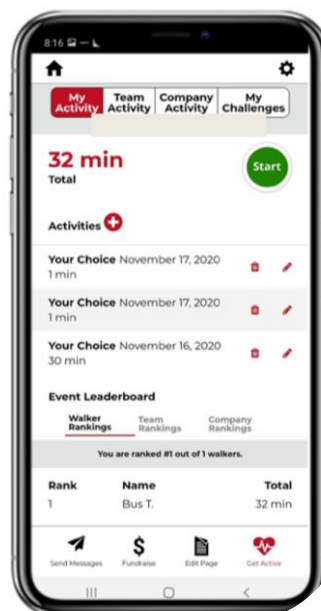 8:16
My Activity Team Activity Company Activity My Challenges
32 min
Total
Start
Activities
Your Choice November 17, 2020
1 min
Your Choice November 17, 2020
1 min
Your Choice November 16, 2020
30 min
Event Leaderboard
Walker Rankings Team Rankings Company Rankings
You are ranked #1 out of 1 walkers.
Rank Name Total
1 Bus T. 32 min
Send Messages Fundraise Edit Page Get Active